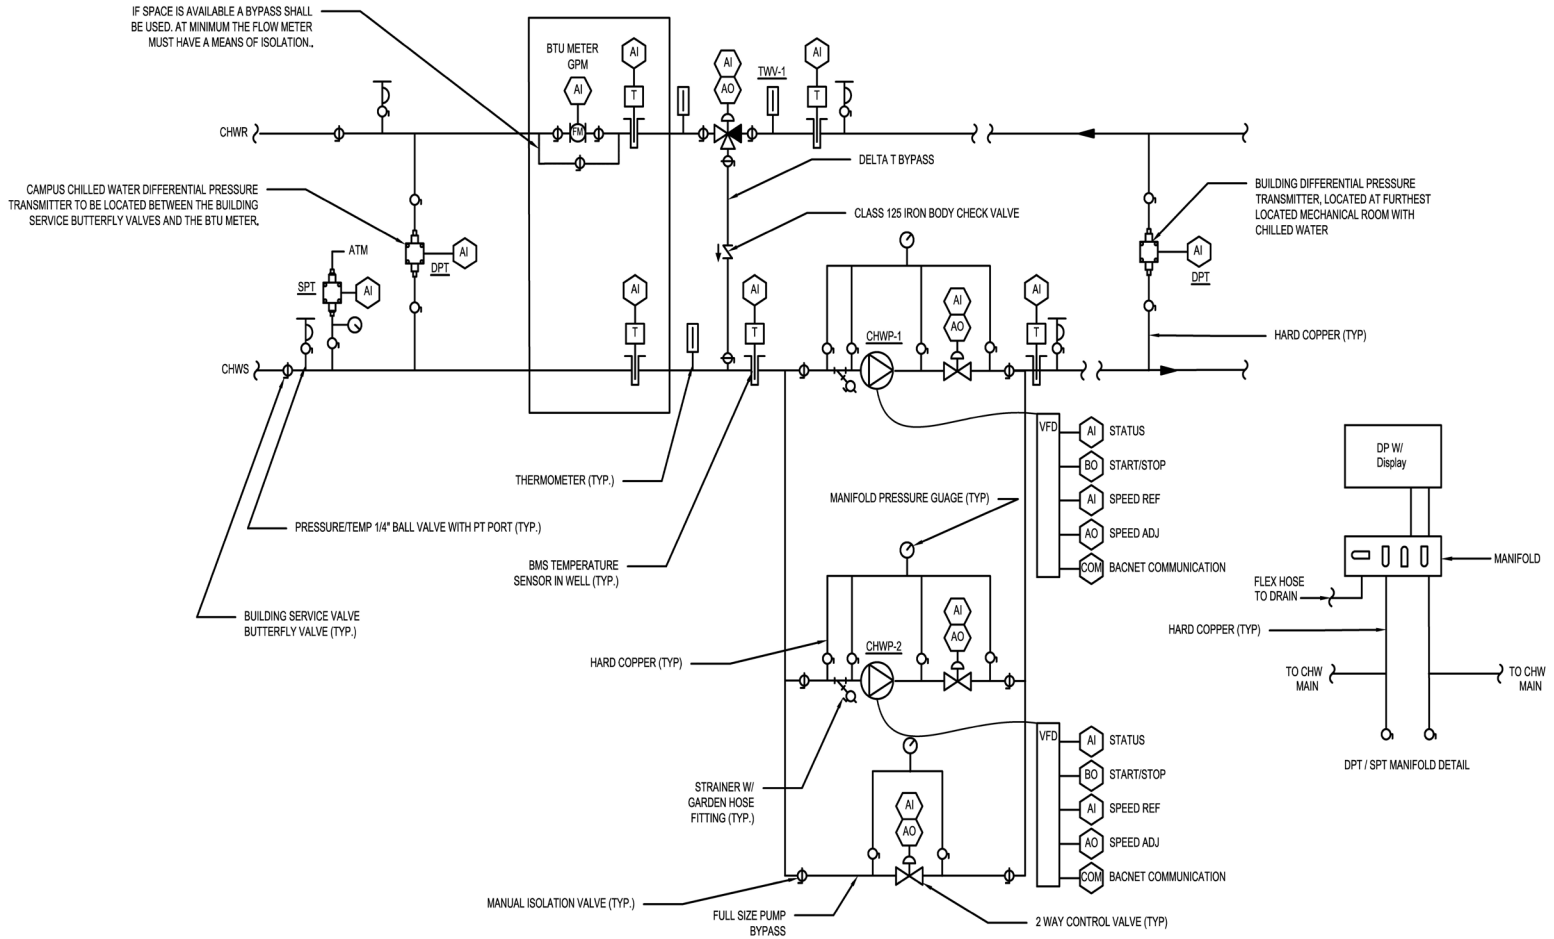 IF SPACE IS AVAILABLE A BYPASS SHALL
BE USED. AT MINIMUM THE FLOW METER
MUST HAVE A MEANS OF ISOLATION..
BTU METER
GPM
AI
AI
AI
AO
TWV-1
AI
T
T
FM
CHWR
DELTA T BYPASS
CAMPUS CHILLED WATER DIFFERENTIAL PRESSURE
TRANSMITTER TO BE LOCATED BETWEEN THE BUILDING
SERVICE BUTTERFLY VALVES AND THE BTU METER.
BUILDING DIFFERENTIAL PRESSURE
TRANSMITTER, LOCATED AT FURTHEST
LOCATED MECHANICAL ROOM WITH
CHILLED WATER
CLASS 125 IRON BODY CHECK VALVE
ATM
AI
DPT
AI
DPT
SPT
AI
AI
AI
AI
AO
AI
T
T
T
HARD COPPER (TYP)
CHWP-1
CHWS
VFD
AI
STATUS
BO
START/STOP
AI
SPEED REF
AO
SPEED ADJ
COM
BACNET COMMUNICATION
DP W/
Display
THERMOMETER (TYP.)
MANIFOLD PRESSURE GUAGE (TYP)
PRESSURE/TEMP 1/4" BALL VALVE WITH PT PORT (TYP.)
BMS TEMPERATURE
SENSOR IN WELL (TYP.)
MANIFOLD
FLEX HOSE
TO DRAIN
HARD COPPER (TYP)
BUILDING SERVICE VALVE
BUTTERFLY VALVE (TYP.)
AI
AO
CHWP-2
HARD COPPER (TYP)
TO CHW
MAIN
TO CHW
MAIN
VFD
AI
STATUS
BO
START/STOP
AI
SPEED REF
AO
SPEED ADJ
COM
BACNET COMMUNICATION
DPT / SPT MANIFOLD DETAIL
STRAINER W/
GARDEN HOSE
FITTING (TYP.)
AI
AO
MANUAL ISOLATION VALVE (TYP.)
FULL SIZE PUMP
BYPASS
2 WAY CONTROL VALVE (TYP)